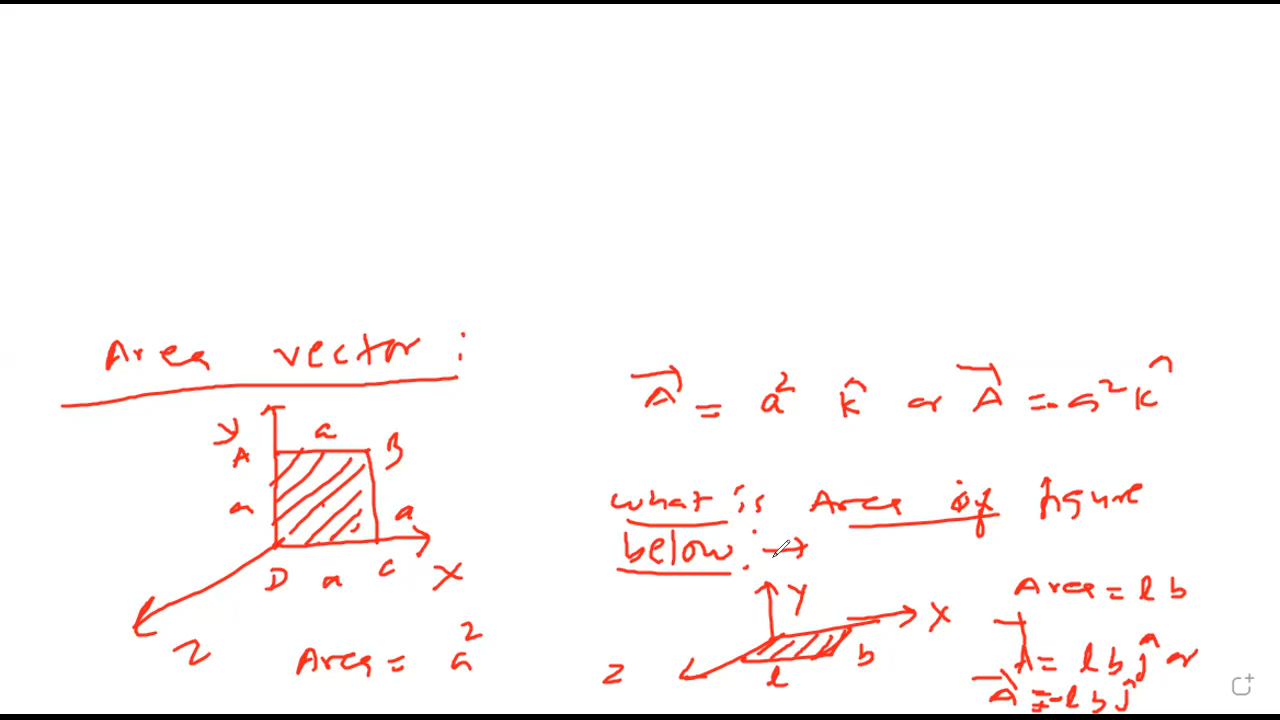 Area vector :
y
A a B
a a
D a C X
Z
Area = a²
A⃗ = a² k̂ or A⃗ = -a² k̂
what is Area of figure
below : →
Y
X
Z l b
Area = l b
A⃗ = l b ĵ or
A⃗ = -l b ĵ